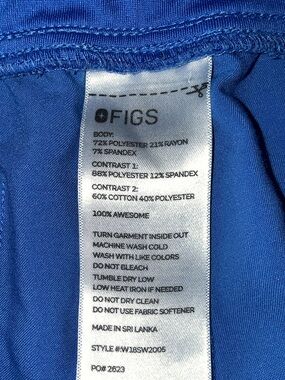 FIGS
BODY:
72% POLYESTER 21% RAYON
7% SPANDEX
CONTRAST 1:
88% POLYESTER 12% SPANDEX
CONTRAST 2:
60% COTTON 40% POLYESTER
100% AWESOME
TURN GARMENT INSIDE OUT
MACHINE WASH COLD
WASH WITH LIKE COLORS
DO NOT BLEACH
TUMBLE DRY LOW
LOW HEAT IRON IF NEEDED
DO NOT DRY CLEAN
DO NOT USE FABRIC SOFTENER
MADE IN SRI LANKA
STYLE #:W18SW2005
PO# 2623